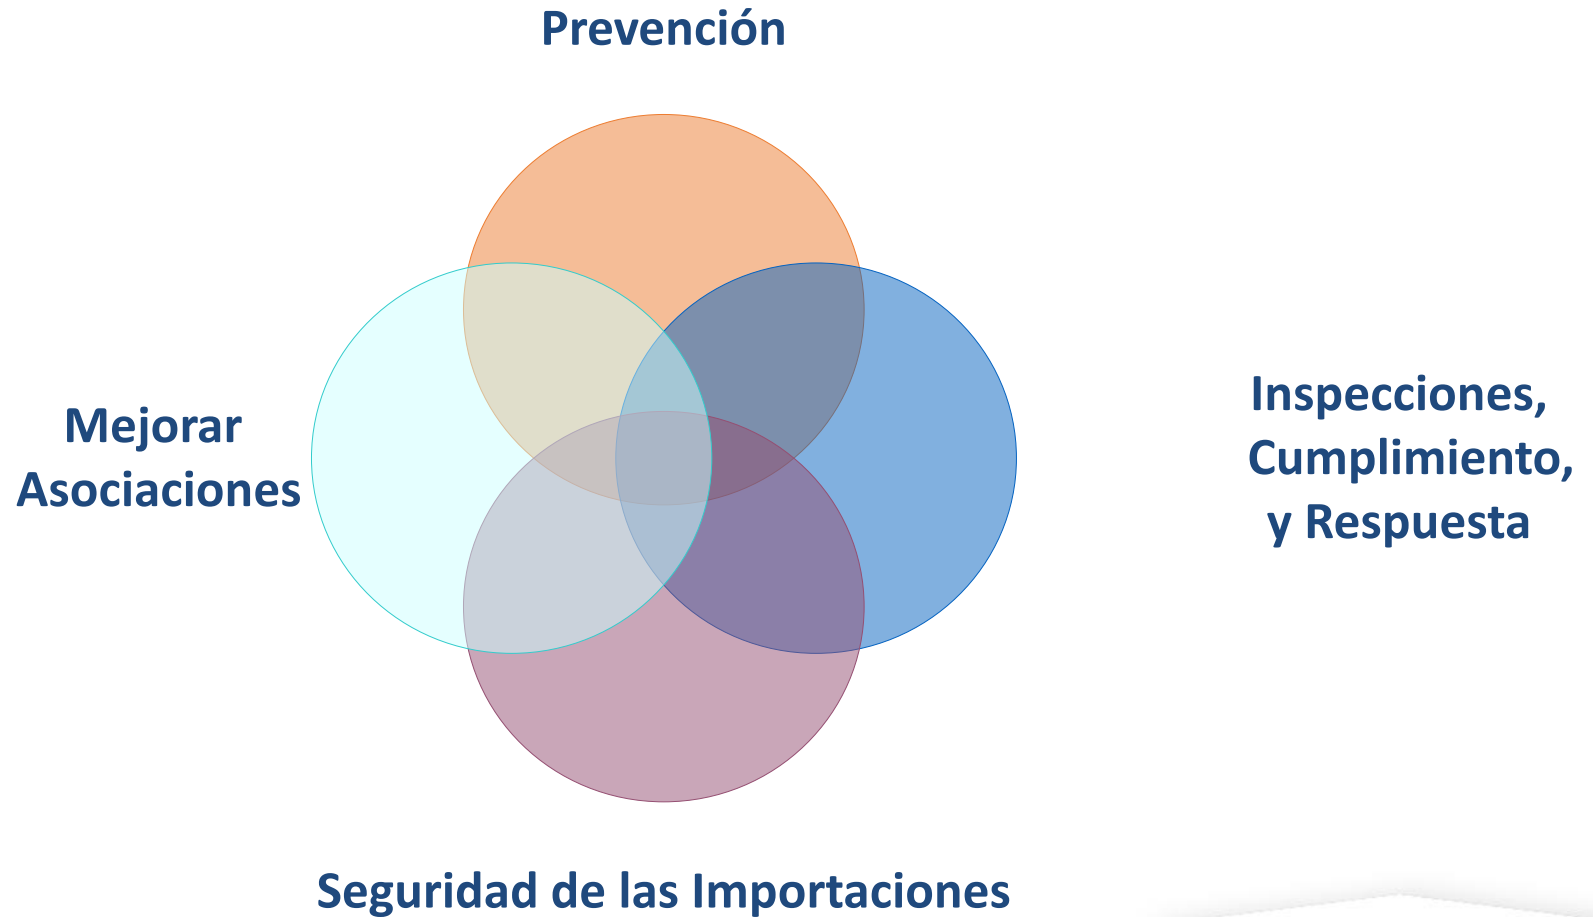 Prevención
Mejorar
Asociaciones
Inspecciones,
Cumplimiento,
y Respuesta
Seguridad de las Importaciones